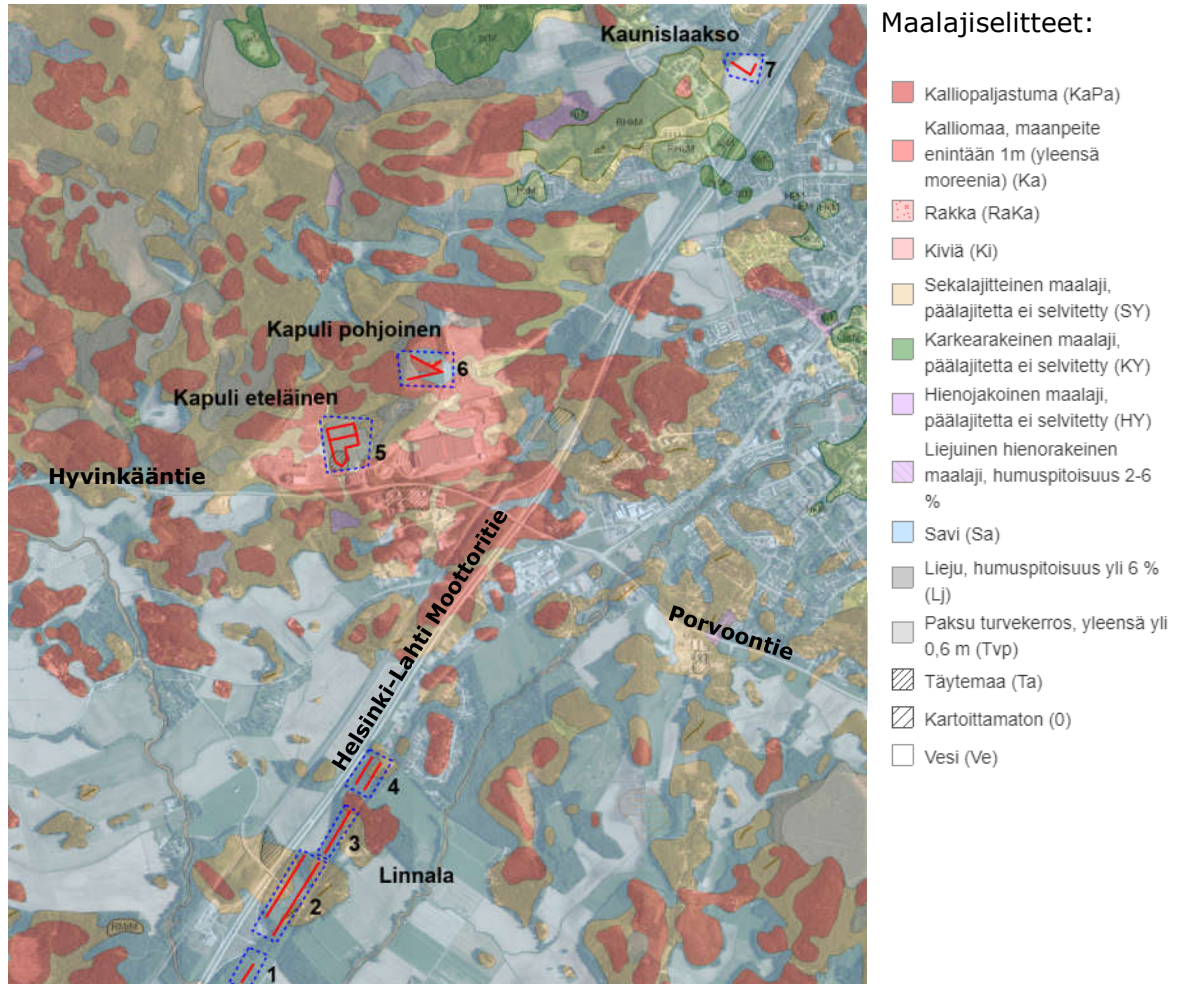 Maalajiselitteet:
Kaunislaakso
7
Kapuli pohjoinen
6
Kapuli eteläinen
5
Hyvinkääntie
Helsinki-Lahti Moottoritie
Porvoontie
4
3
Linnala
2
1
RHkM
RHkM
Kalliopaljastuma (KaPa)
Kalliomaa, maanpeite
enintään 1m (yleensä
moreenia) (Ka)
Rakka (RaKa)
Kiviä (Ki)
Sekalajitteinen maalaji,
päälajitetta ei selvitetty (SY)
Karkearakeinen maalaji,
päälajitetta ei selvitetty (KY)
Hienojakoinen maalaji,
päälajitetta ei selvitetty (HY)
Liejuinen hienorakeinen
maalaji, humuspitoisuus 2-6
%
Savi (Sa)
Lieju, humuspitoisuus yli 6 %
(Lj)
Paksu turvekerros, yleensä yli
0,6 m (Tvp)
Täytemaa (Ta)
Kartoittamaton (0)
Vesi (Ve)